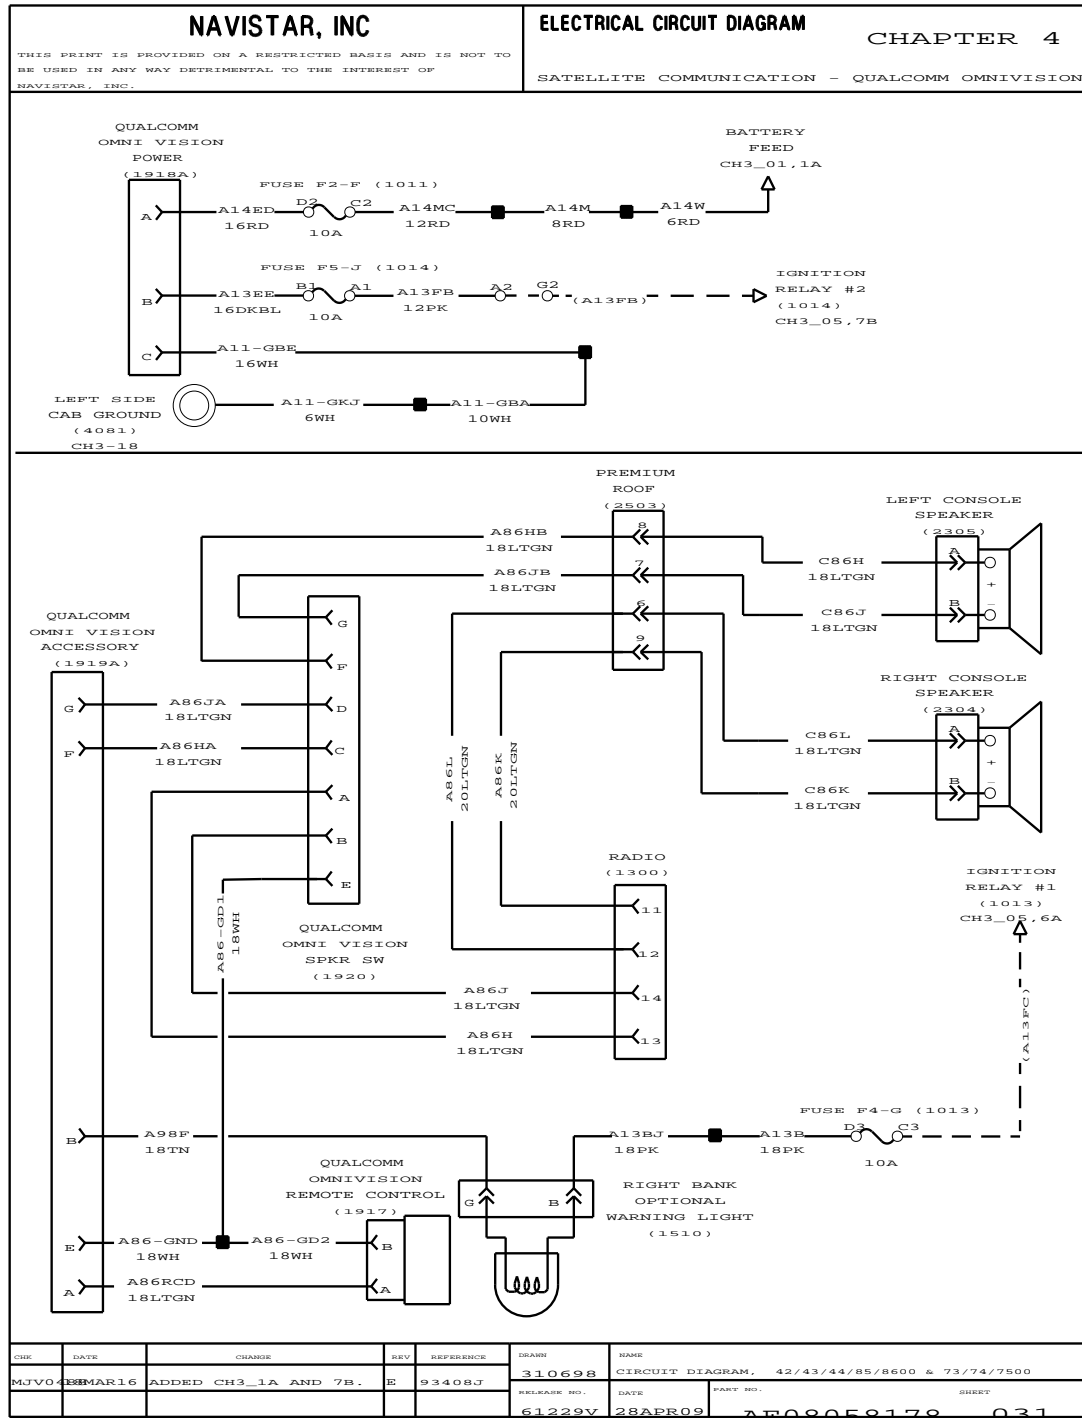 NAVISTAR, INC
THIS PRINT IS PROVIDED ON A RESTRICTED BASIS AND IS NOT TO
BE USED IN ANY WAY DETRIMENTAL TO THE INTEREST OF
NAVISTAR, INC.
ELECTRICAL CIRCUIT DIAGRAM
CHAPTER 4
SATELLITE COMMUNICATION - QUALCOMM OMNIVISION
QUALCOMM
OMNI VISION
POWER
(1918A)
BATTERY
FEED
CH3_01,1A
FUSE F2-F (1011)
A
A14ED
16RD
D2
C2
10A
A14MC
12RD
A14M
8RD
A14W
6RD
FUSE F5-J (1014)
B
A13EE
16DKBL
B1
A1
10A
A13FB
12PK
A2
G2
(A13FB)
IGNITION
RELAY #2
(1014)
CH3_05,7B
C
A11-GBE
16WH
LEFT SIDE
CAB GROUND
(4081)
CH3-18
A11-GKJ
6WH
A11-GBA
10WH
PREMIUM
ROOF
(2503)
8
7
6
9
A86HB
18LTGN
A86JB
18LTGN
LEFT CONSOLE
SPEAKER
(2305)
A
B
+
-
C86H
18LTGN
C86J
18LTGN
QUALCOMM
OMNI VISION
ACCESSORY
(1919A)
G
F
D
C
A
B
E
G
A86JA
18LTGN
F
A86HA
18LTGN
A86L
20LTGN
A86K
20LTGN
RIGHT CONSOLE
SPEAKER
(2304)
A
B
+
-
C86L
18LTGN
C86K
18LTGN
RADIO
(1300)
11
12
14
13
IGNITION
RELAY #1
(1013)
CH3_05,6A
(A13FC)
A86-GD1
18WH
QUALCOMM
OMNI VISION
SPKR SW
(1920)
A86J
18LTGN
A86H
18LTGN
FUSE F4-G (1013)
B
A98F
18TN
A13BJ
18PK
A13B
18PK
D3
C3
10A
QUALCOMM
OMNIVISION
REMOTE CONTROL
(1917)
G
B
RIGHT BANK
OPTIONAL
WARNING LIGHT
(1510)
E
A86-GND
18WH
A86-GD2
18WH
B
A
A86RCD
18LTGN
A
CHK DATE CHANGE REV REFERENCE
18MAR16 ADDED CH3_1A AND 7B. E 93408J
DRAWN
310698
NAME
CIRCUIT DIAGRAM, 42/43/44/85/8600 & 73/74/7500
RELEASE NO.
61229V
DATE
28APR09
PART NO.
AF08058178
SHEET
031